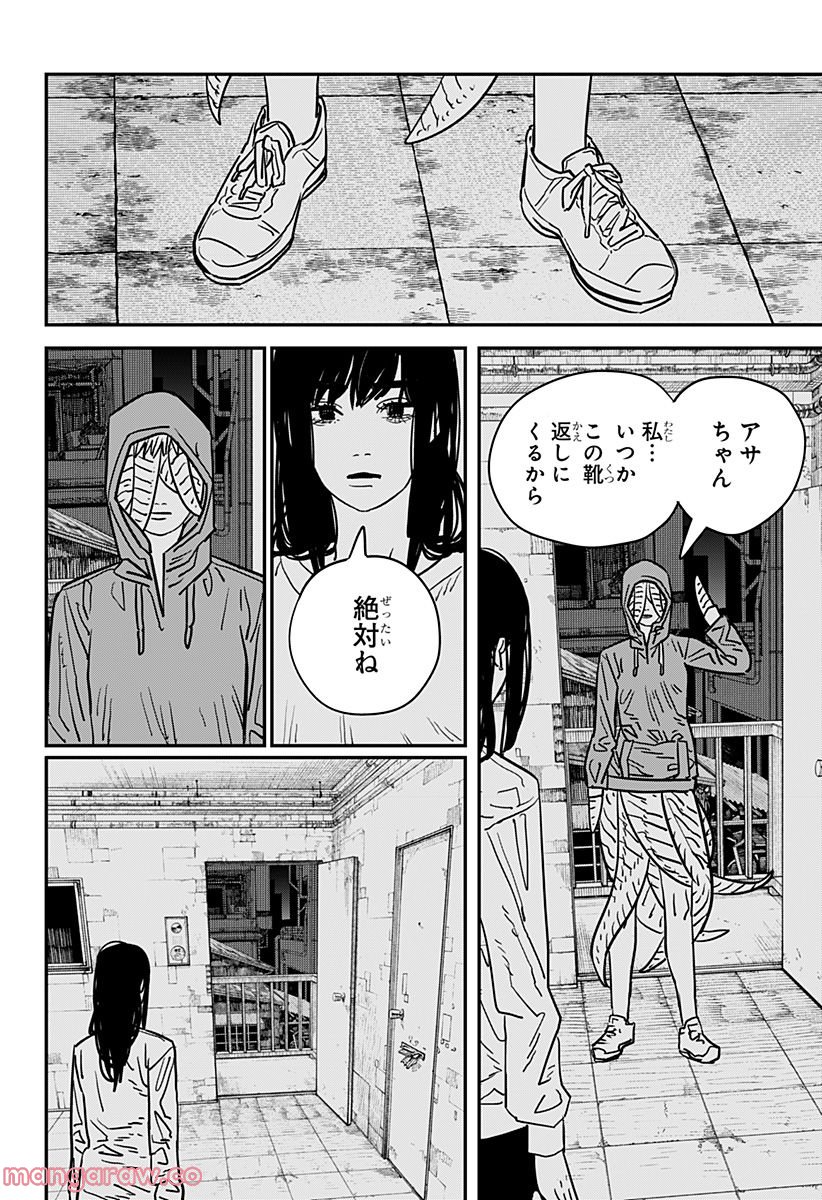 アサ
ちゃん
私…
いつか
この靴
返しに
くるから
絶対ね
mangaraw.co